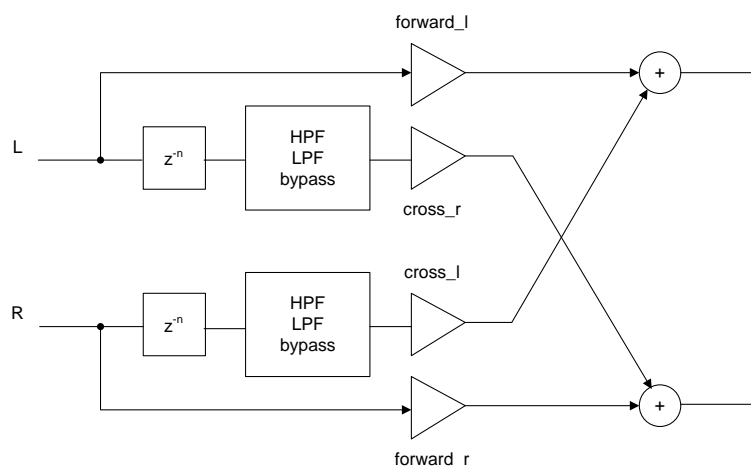 forward_l
+
HPF
L
z⁻ⁿ
LPF
bypass
cross_r
cross_l
HPF
R
z⁻ⁿ
LPF
bypass
+
forward_r